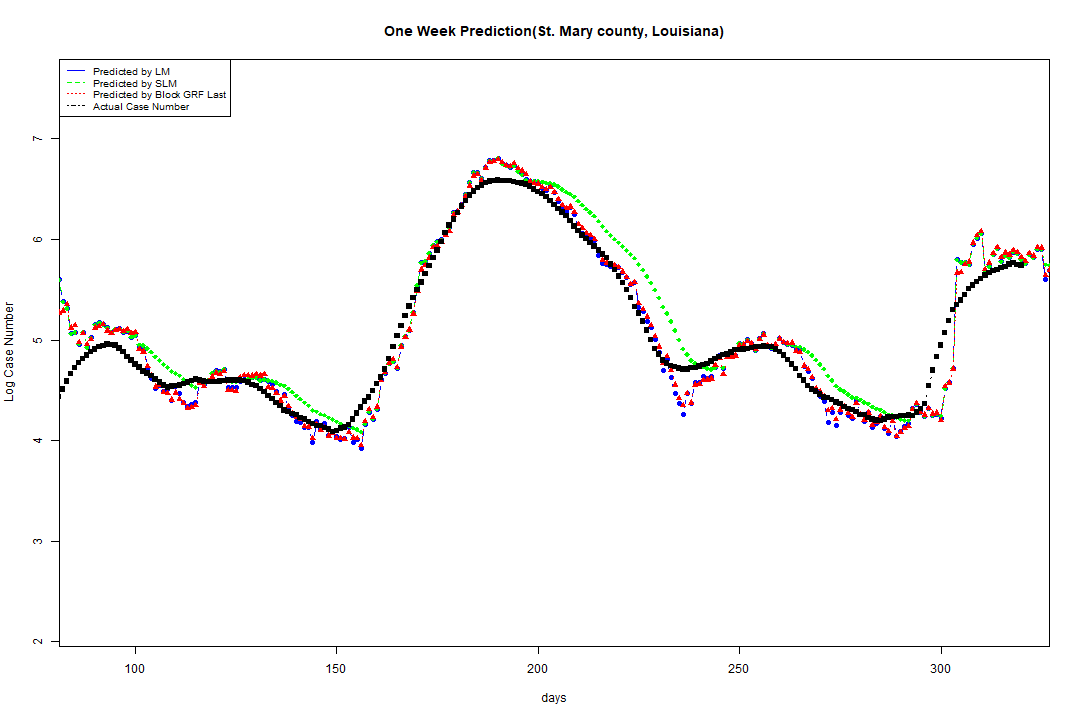 One Week Prediction(St. Mary county, Louisiana)
Predicted by LM
Predicted by SLM
Predicted by Block GRF Last
Actual Case Number
7
6
5
4
3
2
Log Case Number
100 150 200 250 300
days